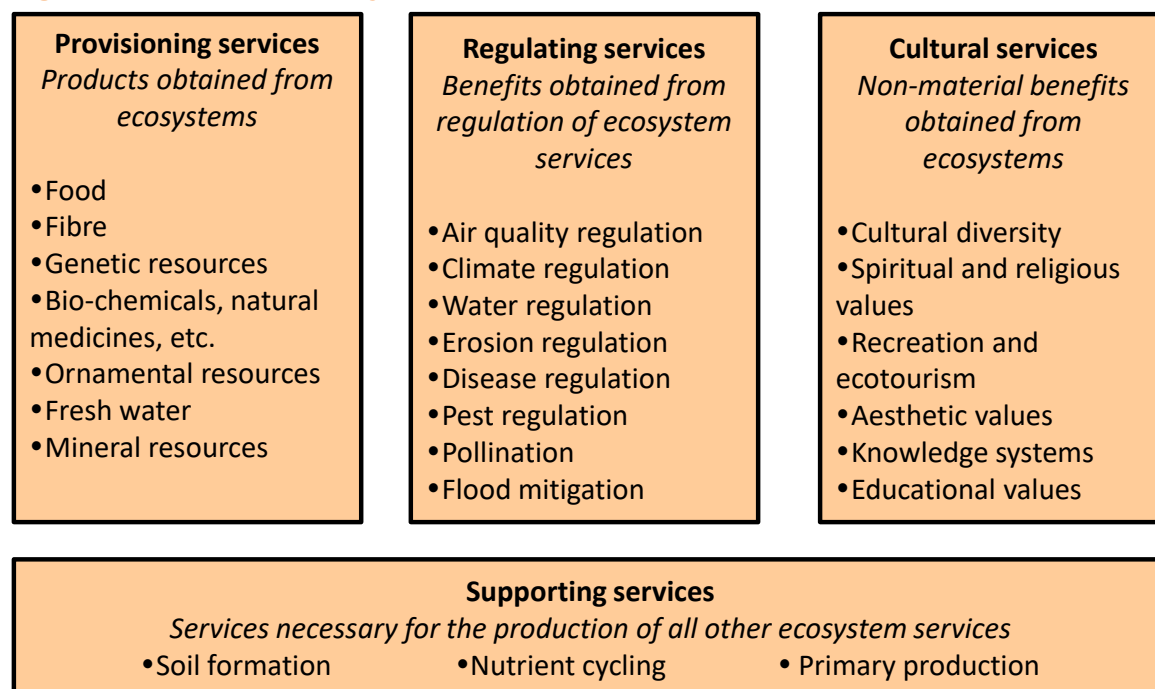 Provisioning services
Products obtained from
ecosystems
•Food
•Fibre
•Genetic resources
•Bio-chemicals, natural
medicines, etc.
•Ornamental resources
•Fresh water
•Mineral resources
Regulating services
Benefits obtained from
regulation of ecosystem
services
•Air quality regulation
•Climate regulation
•Water regulation
•Erosion regulation
•Disease regulation
•Pest regulation
•Pollination
•Flood mitigation
Cultural services
Non-material benefits
obtained from
ecosystems
•Cultural diversity
•Spiritual and religious
values
•Recreation and
ecotourism
•Aesthetic values
•Knowledge systems
•Educational values
Supporting services
Services necessary for the production of all other ecosystem services
•Soil formation •Nutrient cycling • Primary production